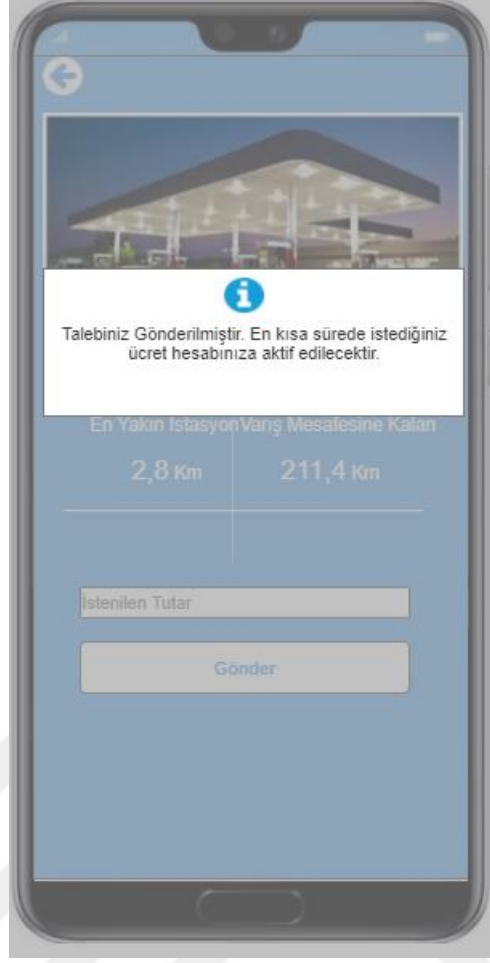 Talebiniz Gönderilmiştir. En kısa sürede istediğiniz
ücret hesabınıza aktif edilecektir.
En Yakın İstasyon Varış Mesafesine Kalan
2,8 Km 211,4 Km
İstenilen Tutar
Gönder